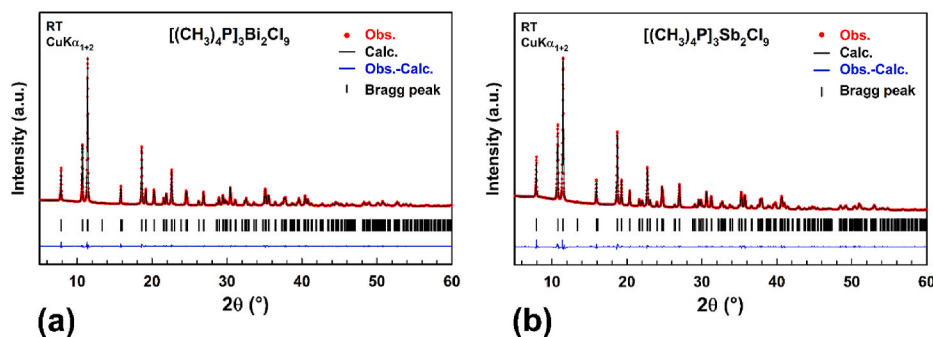 RT
CuKα1+2
[(CH3)4P]3Bi2Cl9
Obs.
Calc.
Obs.-Calc.
Bragg peak
Intensity (a.u.)
10 20 30 40 50 60
2θ (°)
(a)
RT
CuKα1+2
[(CH3)4P]3Sb2Cl9
Obs.
Calc.
Obs.-Calc.
Bragg peak
Intensity (a.u.)
10 20 30 40 50 60
2θ (°)
(b)